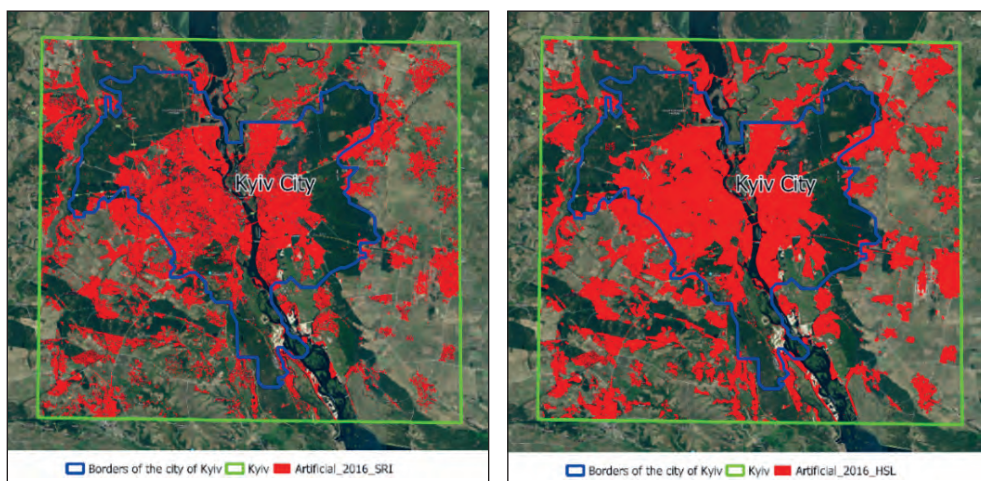 Kyiv City
Borders of the city of Kyiv Kyiv Artificial_2016_SRI
Kyiv City
Borders of the city of Kyiv Kyiv Artificial_2016_HSL